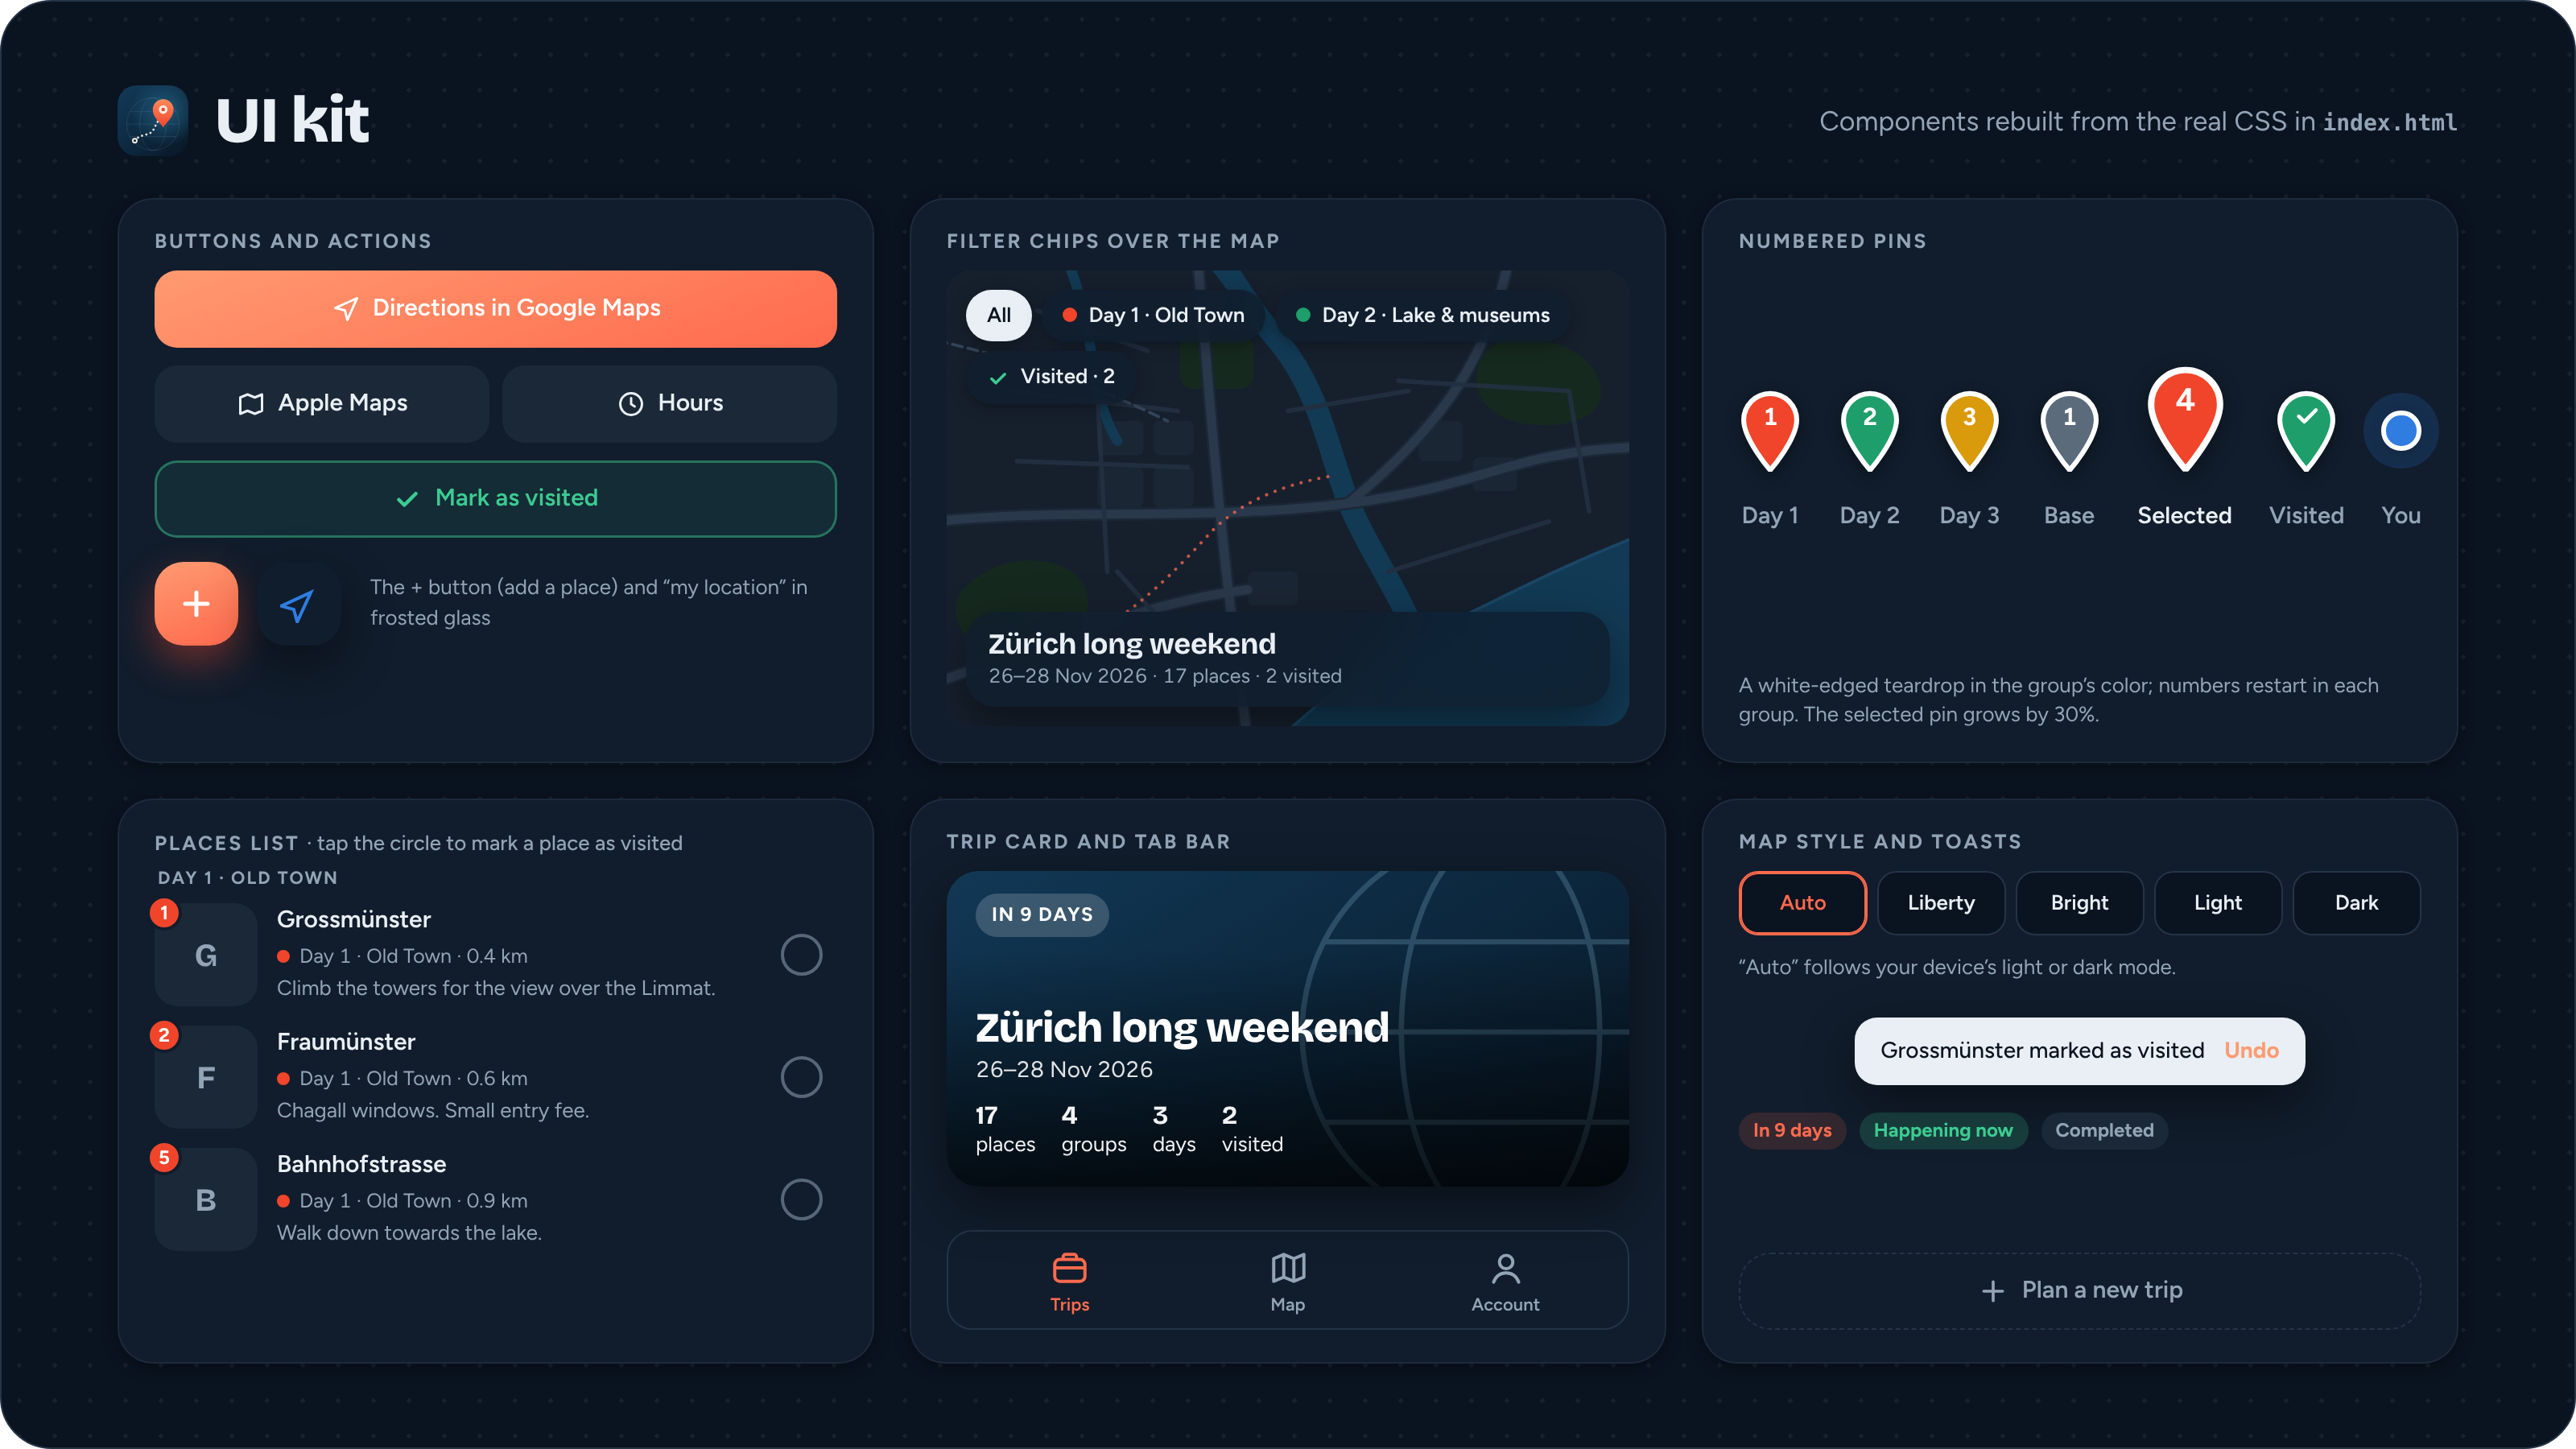 UI kit
Components rebuilt from the real CSS in index.html
BUTTONS AND ACTIONS
Directions in Google Maps
Apple Maps
Hours
Mark as visited
The + button (add a place) and “my location” in
frosted glass
FILTER CHIPS OVER THE MAP
All
Day 1 · Old Town
Day 2 · Lake & museums
Visited · 2
Zürich long weekend
26–28 Nov 2026 · 17 places · 2 visited
NUMBERED PINS
1
2
3
1
4
Day 1
Day 2
Day 3
Base
Selected
Visited
You
A white-edged teardrop in the group’s color; numbers restart in each
group. The selected pin grows by 30%.
PLACES LIST · tap the circle to mark a place as visited
DAY 1 · OLD TOWN
1
G
Grossmünster
Day 1 · Old Town · 0.4 km
Climb the towers for the view over the Limmat.
2
F
Fraumünster
Day 1 · Old Town · 0.6 km
Chagall windows. Small entry fee.
5
B
Bahnhofstrasse
Day 1 · Old Town · 0.9 km
Walk down towards the lake.
TRIP CARD AND TAB BAR
IN 9 DAYS
Zürich long weekend
26–28 Nov 2026
17 4 3 2
places groups days visited
Trips
Map
Account
MAP STYLE AND TOASTS
Auto
Liberty
Bright
Light
Dark
“Auto” follows your device’s light or dark mode.
Grossmünster marked as visited Undo
In 9 days
Happening now
Completed
Plan a new trip